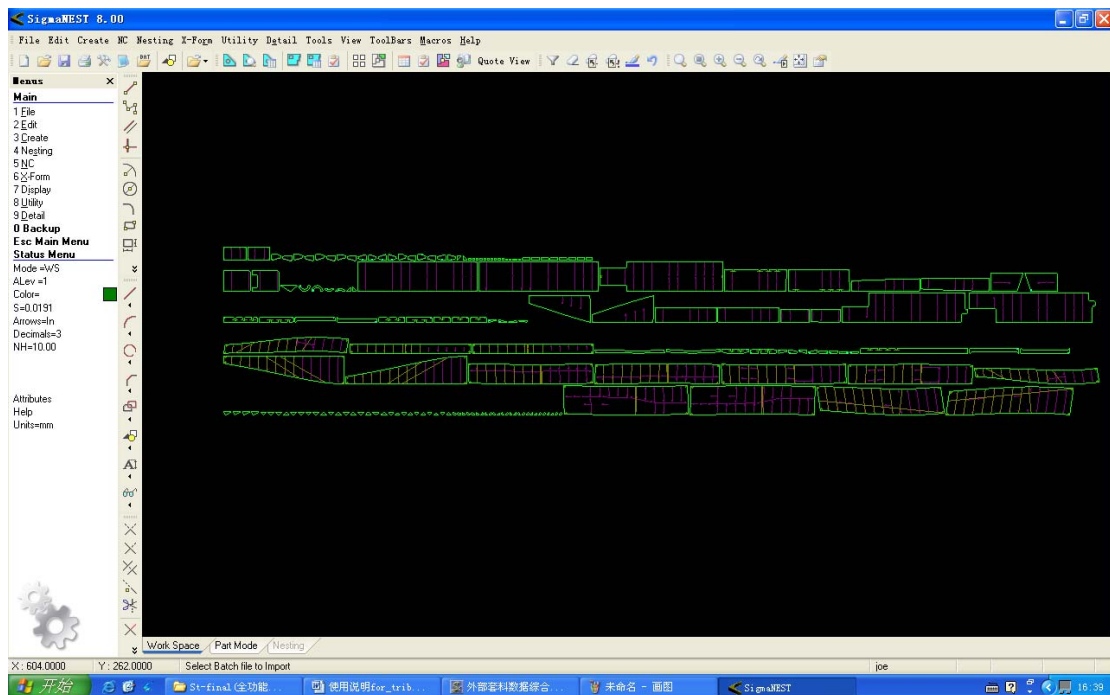 SigmaNEST 8.00
File Edit Create NC Nesting X-Form Utility Detail Tools View ToolBars Macros Help
Quote View
Menus
Main
1 File
2 Edit
3 Create
4 Nesting
5 NC
6 X-Form
7 Display
8 Utility
9 Detail
0 Backup
Esc Main Menu
Status Menu
Mode =WS
ALev =1
Color=
S=0.0191
Arrows=In
Decimals=3
NH=10.00
Attributes
Help
Units=mm
Work Space Part Mode Nesting
X: 604.0000 Y: 262.0000 Select Batch file to Import joe
开始 St-final(全功能... 使用说明for_trib... 外部套料数据综合... 未命名 - 画图 SigmaNEST 16:39